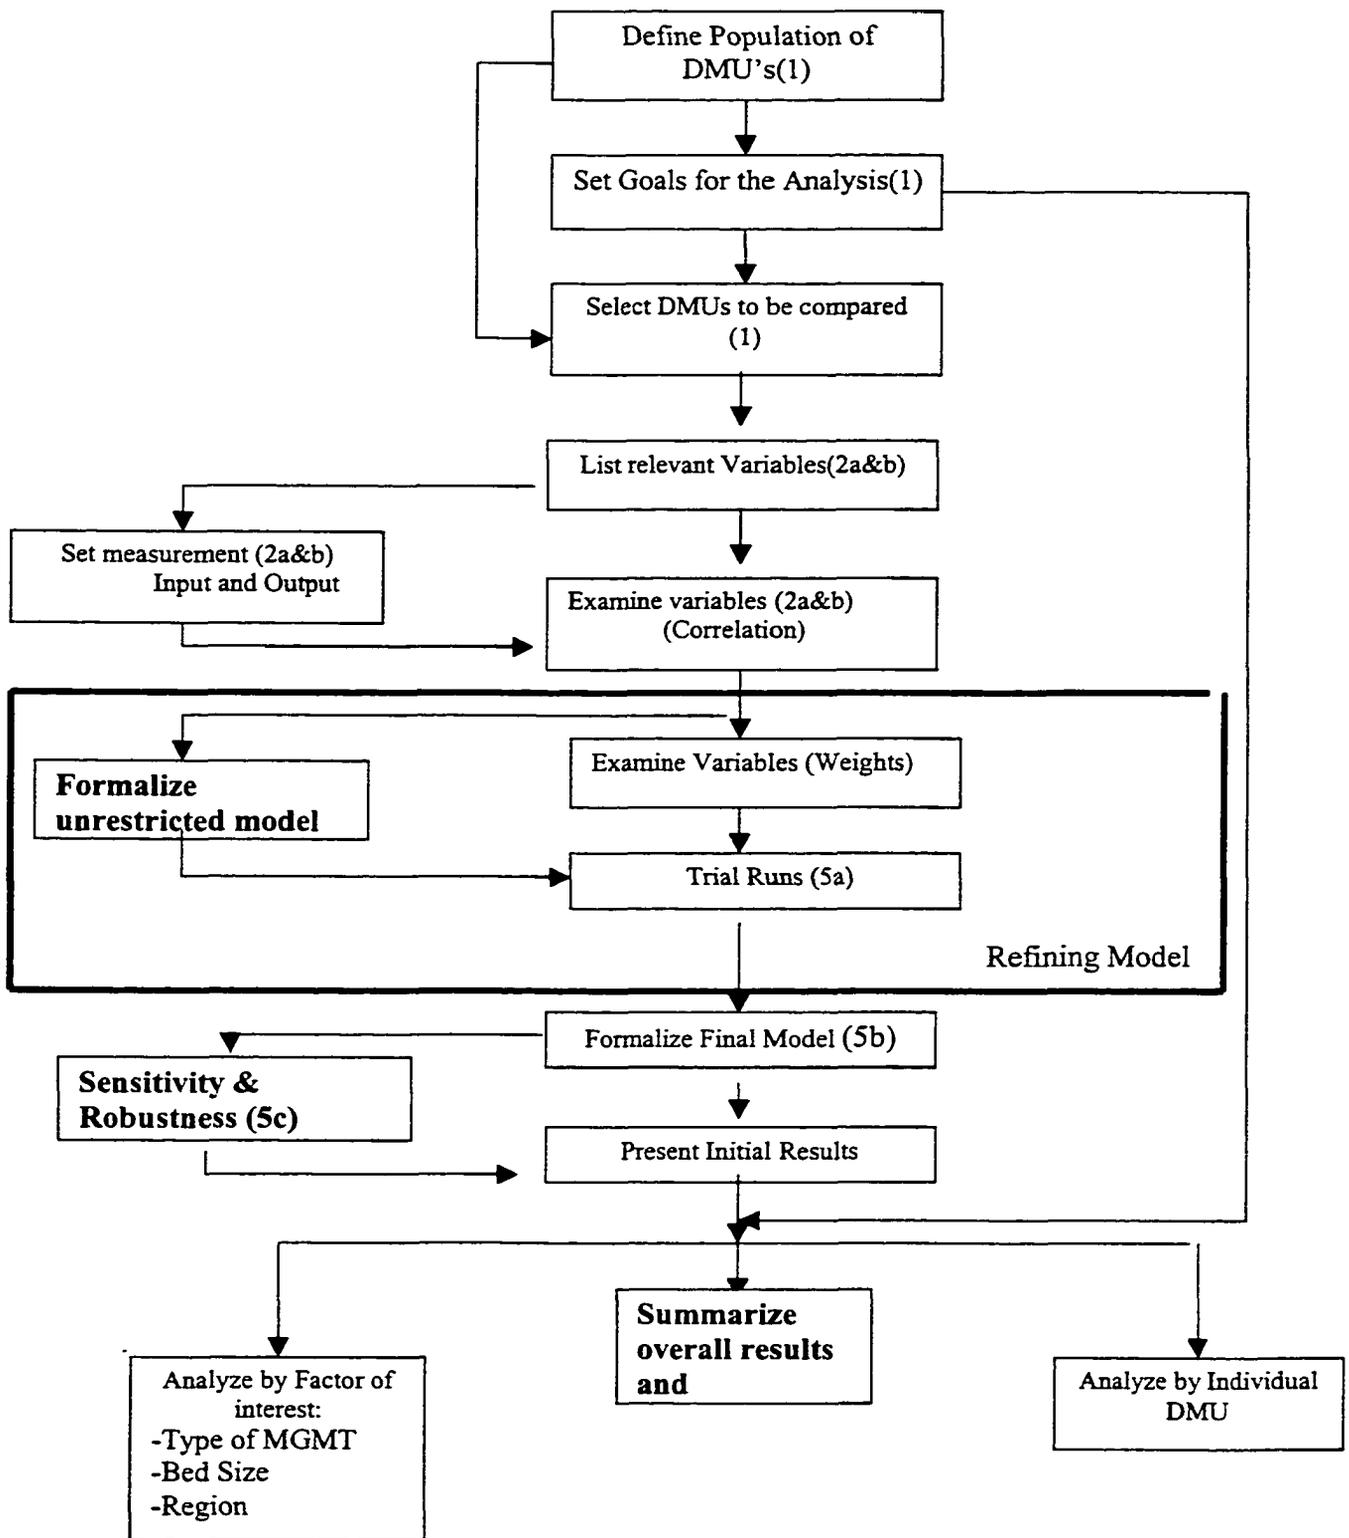 Define Population of
DMU's(1)
Set Goals for the Analysis(1)
Select DMUs to be compared
(1)
List relevant Variables(2a&b)
Set measurement (2a&b)
Input and Output
Examine variables (2a&b)
(Correlation)
Examine Variables (Weights)
Formalize
unrestricted model
Trial Runs (5a)
Refining Model
Formalize Final Model (5b)
Sensitivity &
Robustness (5c)
Present Initial Results
Summarize
overall results
and
Analyze by Factor of
interest:
-Type of MGMT
-Bed Size
-Region
Analyze by Individual
DMU